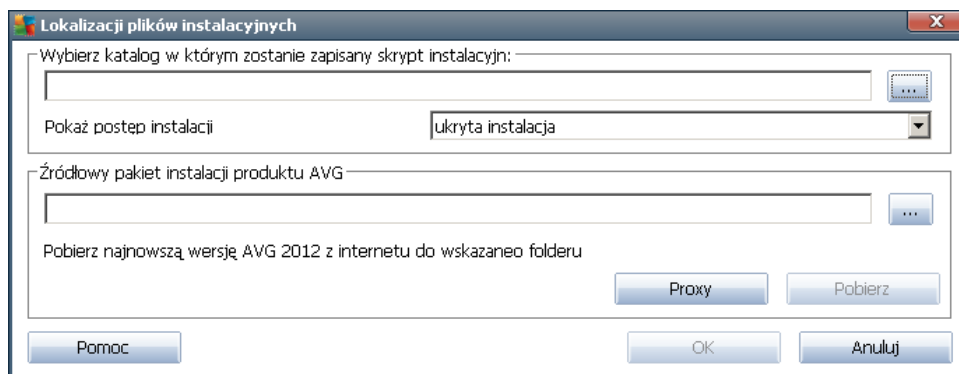 Lokalizacji plików instalacyjnych
Wybierz katalog w którym zostanie zapisany skrypt instalacyjn:
...
Pokaż postęp instalacji ukryta instalacja
Źródłowy pakiet instalacji produktu AVG
...
Pobierz najnowszą wersję AVG 2012 z internetu do wskazaneo folderu
Proxy Pobierz
Pomoc OK Anuluj